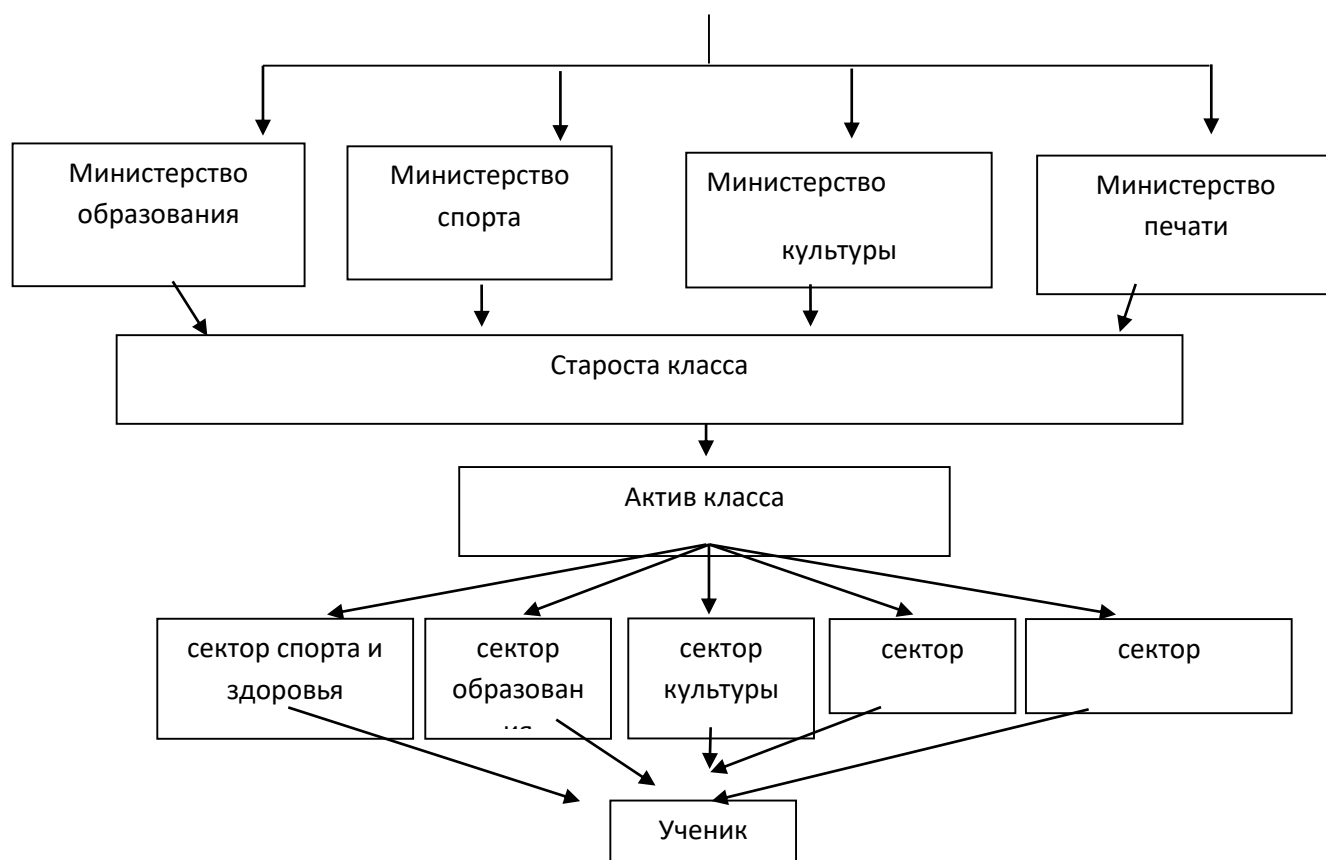 Министерство
образования
Министерство
спорта
Министерство
культуры
Министерство
печати
Староста класса
Актив класса
сектор спорта и
здоровья
сектор
образован
ия
сектор
культуры
сектор
сектор
Ученик